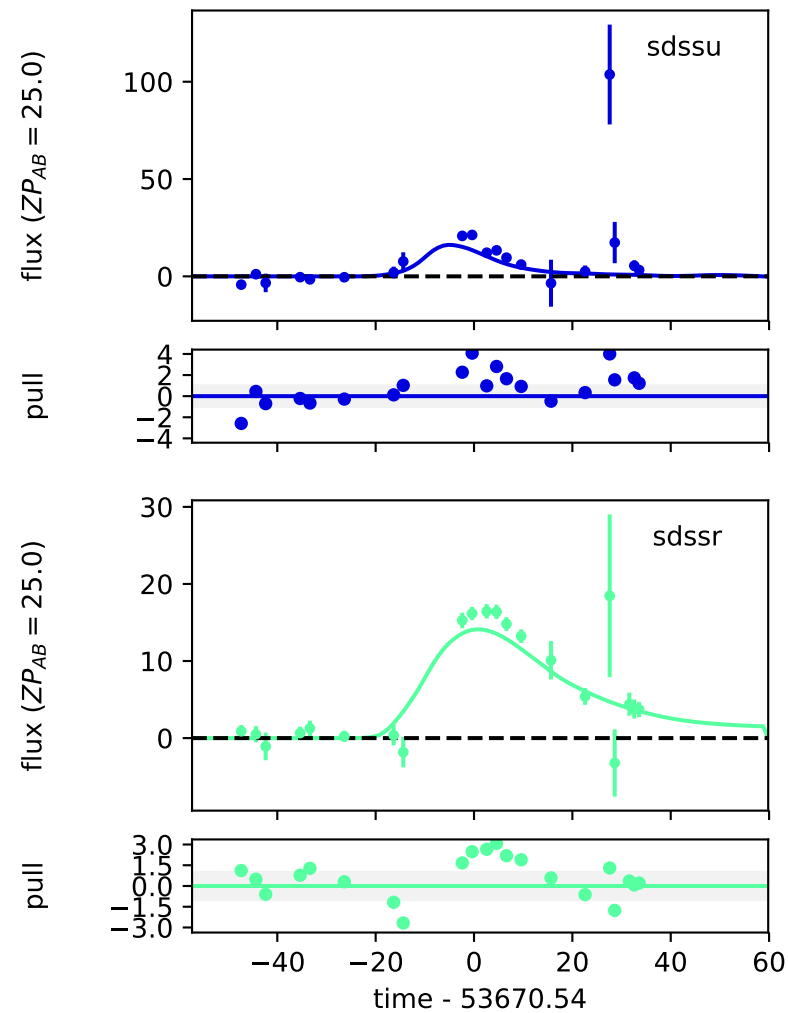 sdssu
flux (ZP_AB = 25.0)
100
50
0
pull
4
2
0
−2
−4
sdssr
flux (ZP_AB = 25.0)
30
20
10
0
pull
3.0
1.5
0.0
−1.5
−3.0
−40 −20 0 20 40 60
time - 53670.54